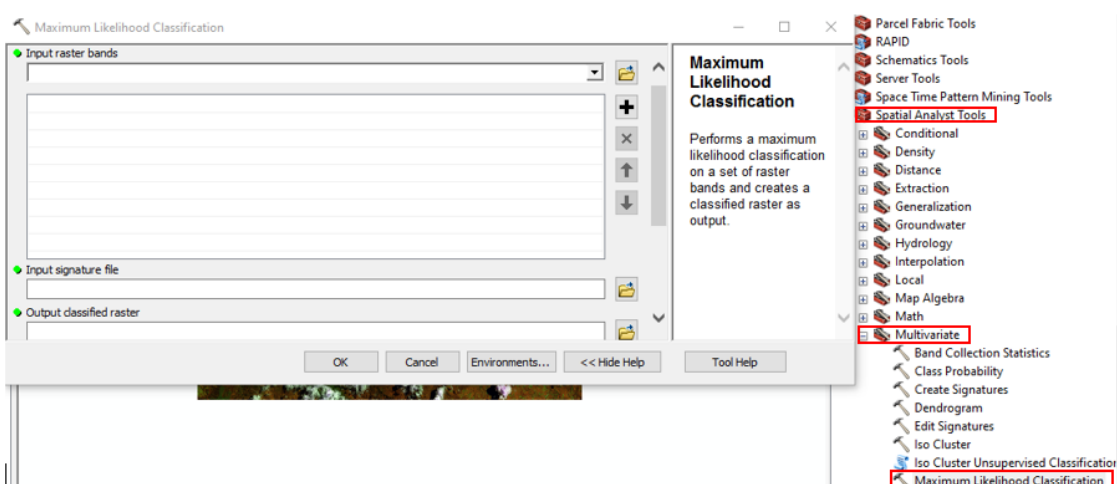 Maximum Likelihood Classification
Input raster bands
Input signature file
Output classified raster
OK
Cancel
Environments...
<< Hide Help
Tool Help
Maximum
Likelihood
Classification
Performs a maximum
likelihood classification
on a set of raster
bands and creates a
classified raster as
output.
Parcel Fabric Tools
RAPID
Schematics Tools
Server Tools
Space Time Pattern Mining Tools
Spatial Analyst Tools
Conditional
Density
Distance
Extraction
Generalization
Groundwater
Hydrology
Interpolation
Local
Map Algebra
Math
Multivariate
Band Collection Statistics
Class Probability
Create Signatures
Dendrogram
Edit Signatures
Iso Cluster
Iso Cluster Unsupervised Classification
Maximum Likelihood Classification